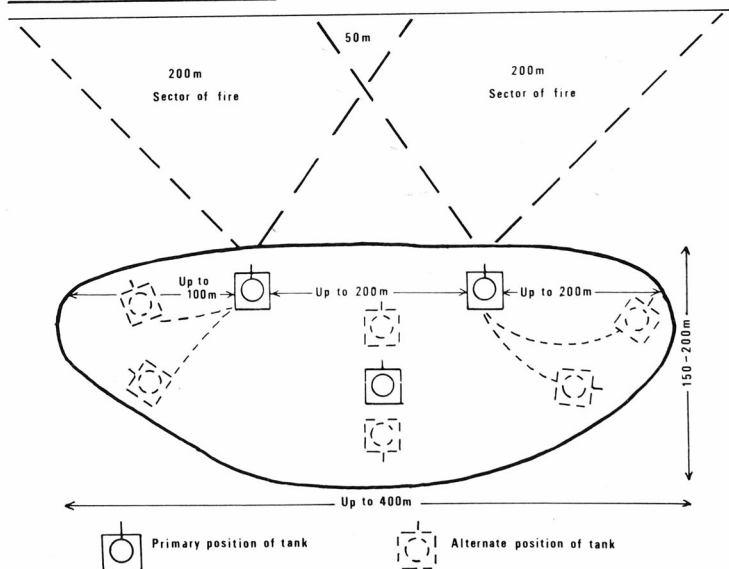 50m
200m
Sector of fire
200m
Sector of fire
Up to
100m
Up to 200m
Up to 200m
150-200m
Up to 400m
Primary position of tank
Alternate position of tank